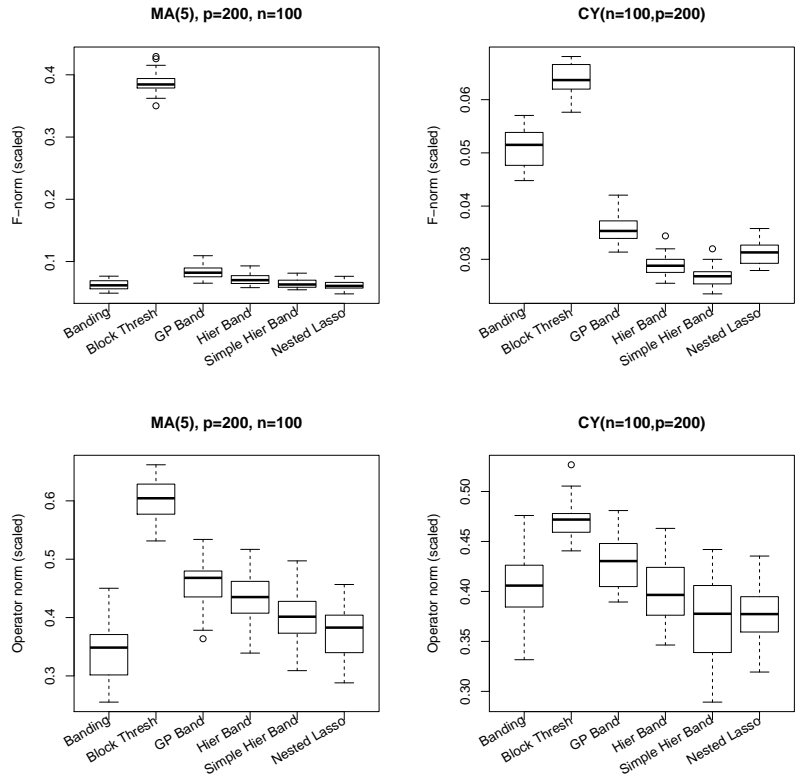 MA(5), p=200, n=100
F-norm (scaled)
0.4
0.3
0.2
0.1
Banding
Block Thresh
GP Band
Hier Band
Simple Hier Band
Nested Lasso
CY(n=100,p=200)
F-norm (scaled)
0.06
0.05
0.04
0.03
Banding
Block Thresh
GP Band
Hier Band
Simple Hier Band
Nested Lasso
MA(5), p=200, n=100
Operator norm (scaled)
0.6
0.5
0.4
0.3
Banding
Block Thresh
GP Band
Hier Band
Simple Hier Band
Nested Lasso
CY(n=100,p=200)
Operator norm (scaled)
0.50
0.45
0.40
0.35
0.30
Banding
Block Thresh
GP Band
Hier Band
Simple Hier Band
Nested Lasso